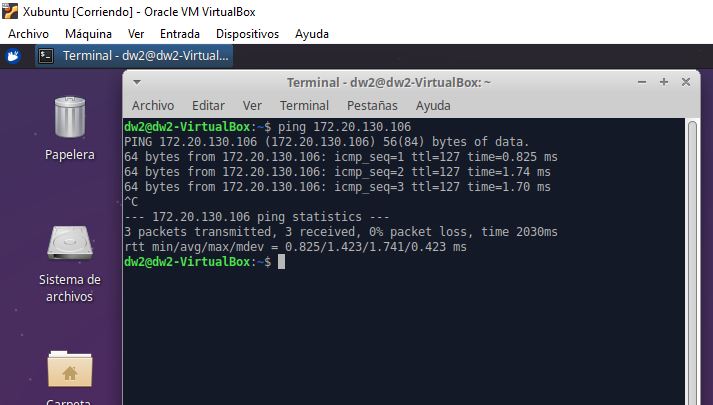 Xubuntu [Corriendo] - Oracle VM VirtualBox
Archivo Máquina Ver Entrada Dispositivos Ayuda
Terminal - dw2@dw2-Virtual...
Terminal - dw2@dw2-VirtualBox: ~
Archivo Editar Ver Terminal Pestañas Ayuda
dw2@dw2-VirtualBox:~$ ping 172.20.130.106
PING 172.20.130.106 (172.20.130.106) 56(84) bytes of data.
64 bytes from 172.20.130.106: icmp_seq=1 ttl=127 time=0.825 ms
64 bytes from 172.20.130.106: icmp_seq=2 ttl=127 time=1.74 ms
64 bytes from 172.20.130.106: icmp_seq=3 ttl=127 time=1.70 ms
^C
--- 172.20.130.106 ping statistics ---
3 packets transmitted, 3 received, 0% packet loss, time 2030ms
rtt min/avg/max/mdev = 0.825/1.423/1.741/0.423 ms
dw2@dw2-VirtualBox:~$
Papelera
Sistema de
archivos
Carpeta